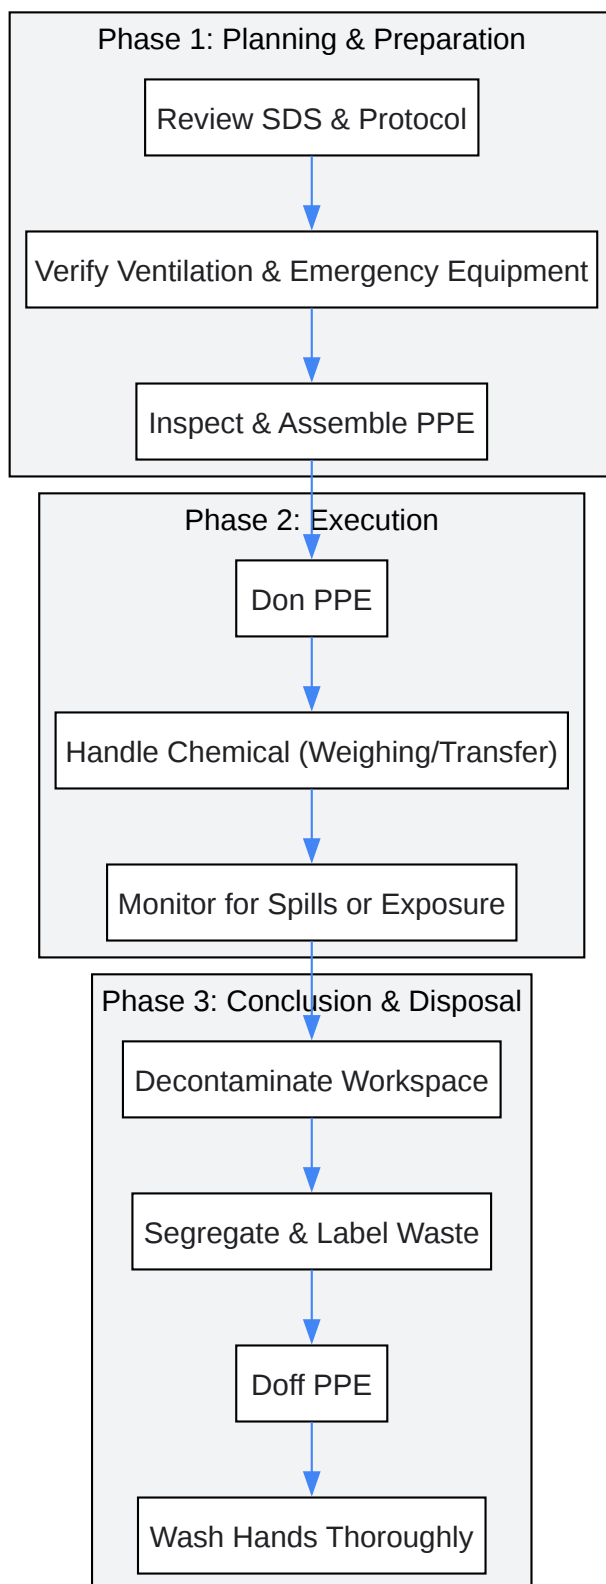 Phase 1: Planning & Preparation
Review SDS & Protocol
Verify Ventilation & Emergency Equipment
Inspect & Assemble PPE
Phase 2: Execution
Don PPE
Handle Chemical (Weighing/Transfer)
Monitor for Spills or Exposure
Phase 3: Conclusion & Disposal
Decontaminate Workspace
Segregate & Label Waste
Doff PPE
Wash Hands Thoroughly